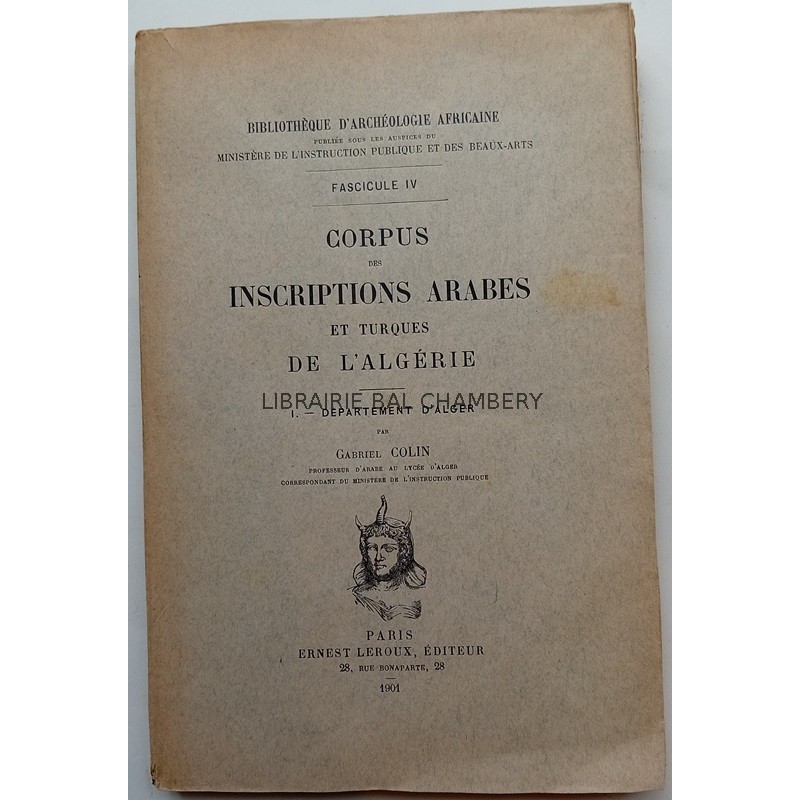 BIBLIOTHÈQUE D'ARCHÉOLOGIE AFRICAINE
PUBLIÉE SOUS LES AUSPICES DU
MINISTÈRE DE L'INSTRUCTION PUBLIQUE ET DES BEAUX-ARTS
FASCICULE IV
CORPUS
DES
INSCRIPTIONS ARABES
ET TURQUES
DE L'ALGÉRIE
LIBRAIRIE BAL CHAMBERY
I. — DÉPARTEMENT D'ALGER
PAR
GABRIEL COLIN
PROFESSEUR D'ARABE AU LYCÉE D'ALGER
CORRESPONDANT DU MINISTÈRE DE L'INSTRUCTION PUBLIQUE
PARIS
ERNEST LEROUX, ÉDITEUR
28, RUE BONAPARTE, 28
1901